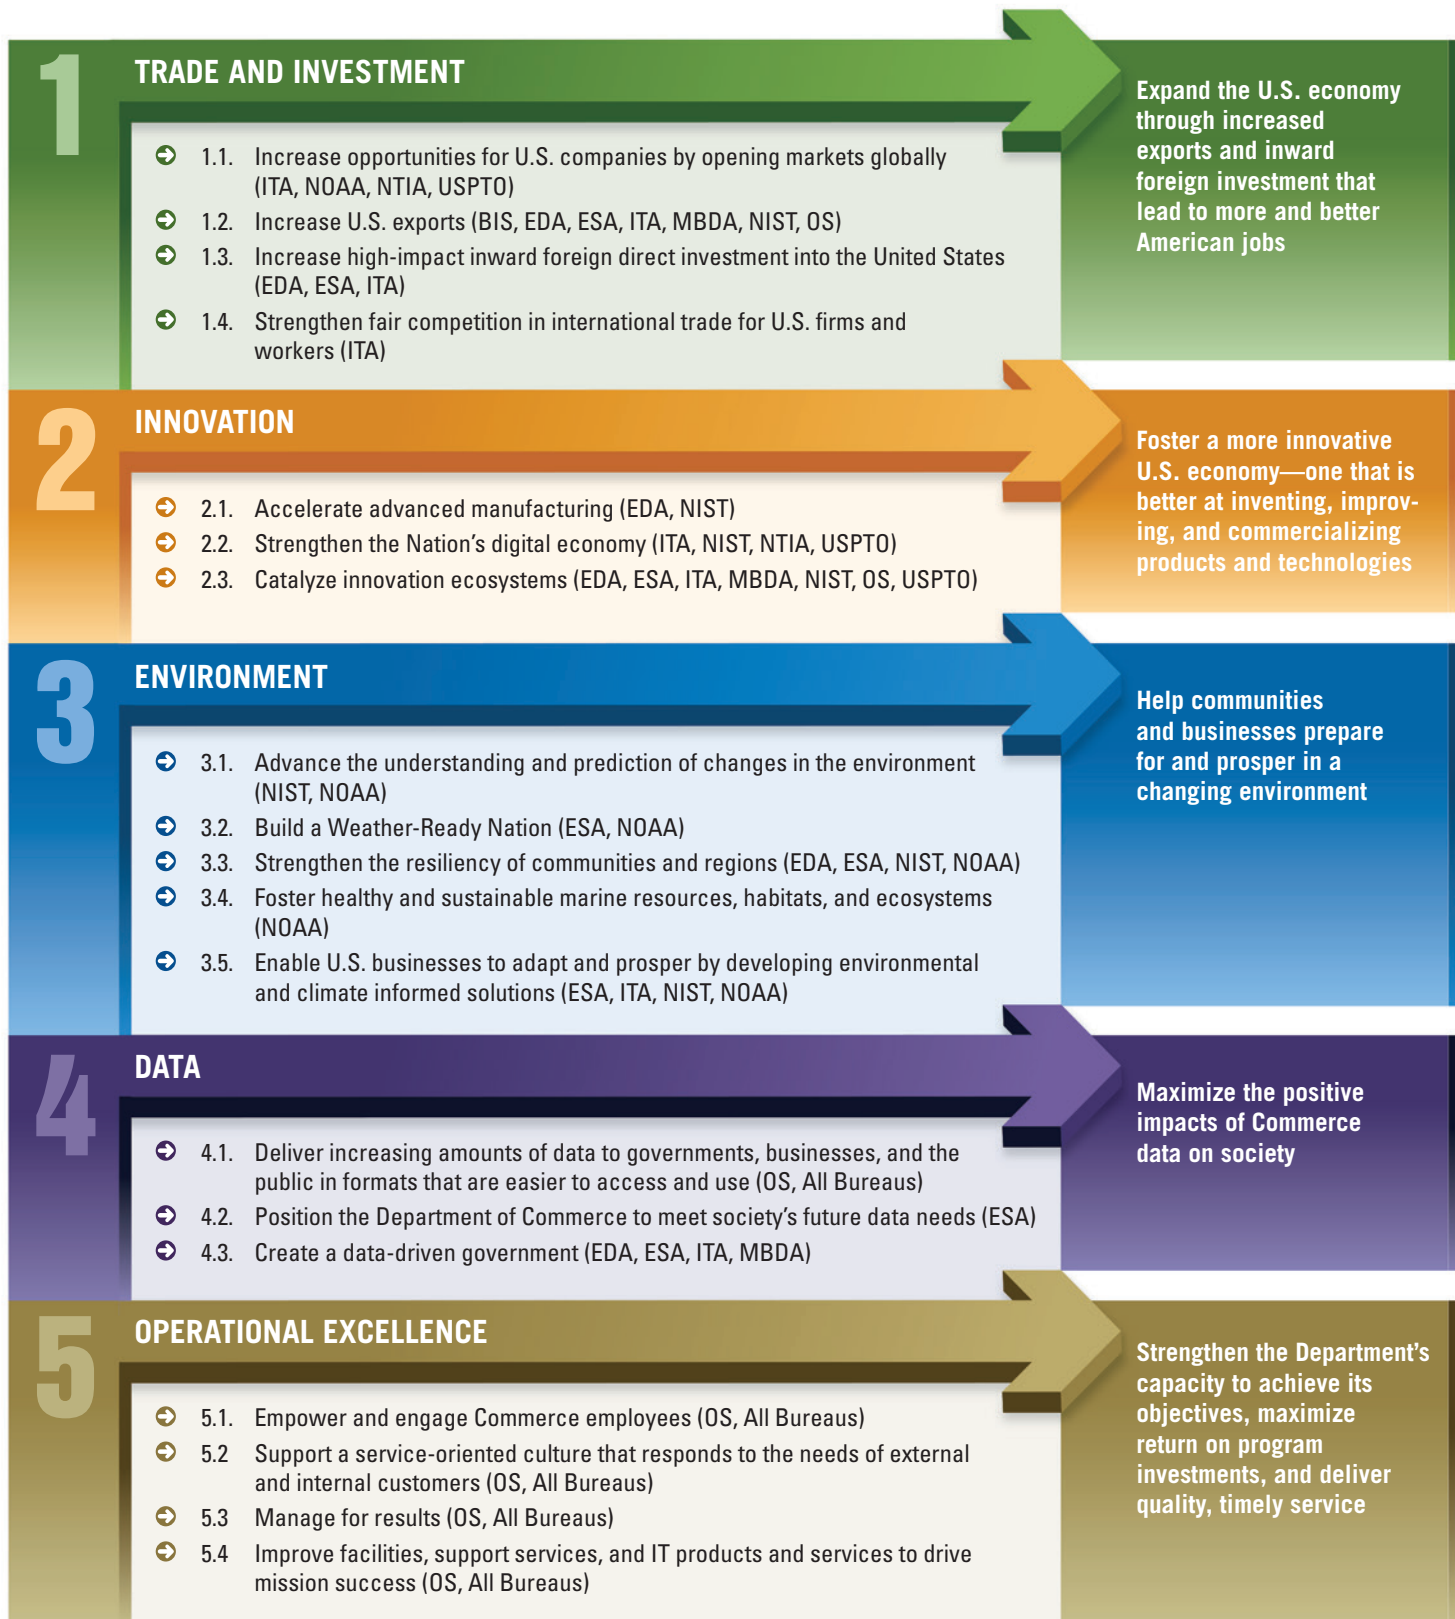 1
TRADE AND INVESTMENT
1.1. Increase opportunities for U.S. companies by opening markets globally
(ITA, NOAA, NTIA, USPTO)
1.2. Increase U.S. exports (BIS, EDA, ESA, ITA, MBDA, NIST, OS)
1.3. Increase high-impact inward foreign direct investment into the United States
(EDA, ESA, ITA)
1.4. Strengthen fair competition in international trade for U.S. firms and
workers (ITA)
Expand the U.S. economy
through increased
exports and inward
foreign investment that
lead to more and better
American jobs
2
INNOVATION
2.1. Accelerate advanced manufacturing (EDA, NIST)
2.2. Strengthen the Nation’s digital economy (ITA, NIST, NTIA, USPTO)
2.3. Catalyze innovation ecosystems (EDA, ESA, ITA, MBDA, NIST, OS, USPTO)
Foster a more innovative
U.S. economy—one that is
better at inventing, improv-
ing, and commercializing
products and technologies
3
ENVIRONMENT
3.1. Advance the understanding and prediction of changes in the environment
(NIST, NOAA)
3.2. Build a Weather-Ready Nation (ESA, NOAA)
3.3. Strengthen the resiliency of communities and regions (EDA, ESA, NIST, NOAA)
3.4. Foster healthy and sustainable marine resources, habitats, and ecosystems
(NOAA)
3.5. Enable U.S. businesses to adapt and prosper by developing environmental
and climate informed solutions (ESA, ITA, NIST, NOAA)
Help communities
and businesses prepare
for and prosper in a
changing environment
4
DATA
4.1. Deliver increasing amounts of data to governments, businesses, and the
public in formats that are easier to access and use (OS, All Bureaus)
4.2. Position the Department of Commerce to meet society’s future data needs (ESA)
4.3. Create a data-driven government (EDA, ESA, ITA, MBDA)
Maximize the positive
impacts of Commerce
data on society
5
OPERATIONAL EXCELLENCE
5.1. Empower and engage Commerce employees (OS, All Bureaus)
5.2 Support a service-oriented culture that responds to the needs of external
and internal customers (OS, All Bureaus)
5.3 Manage for results (OS, All Bureaus)
5.4 Improve facilities, support services, and IT products and services to drive
mission success (OS, All Bureaus)
Strengthen the Department’s
capacity to achieve its
objectives, maximize
return on program
investments, and deliver
quality, timely service